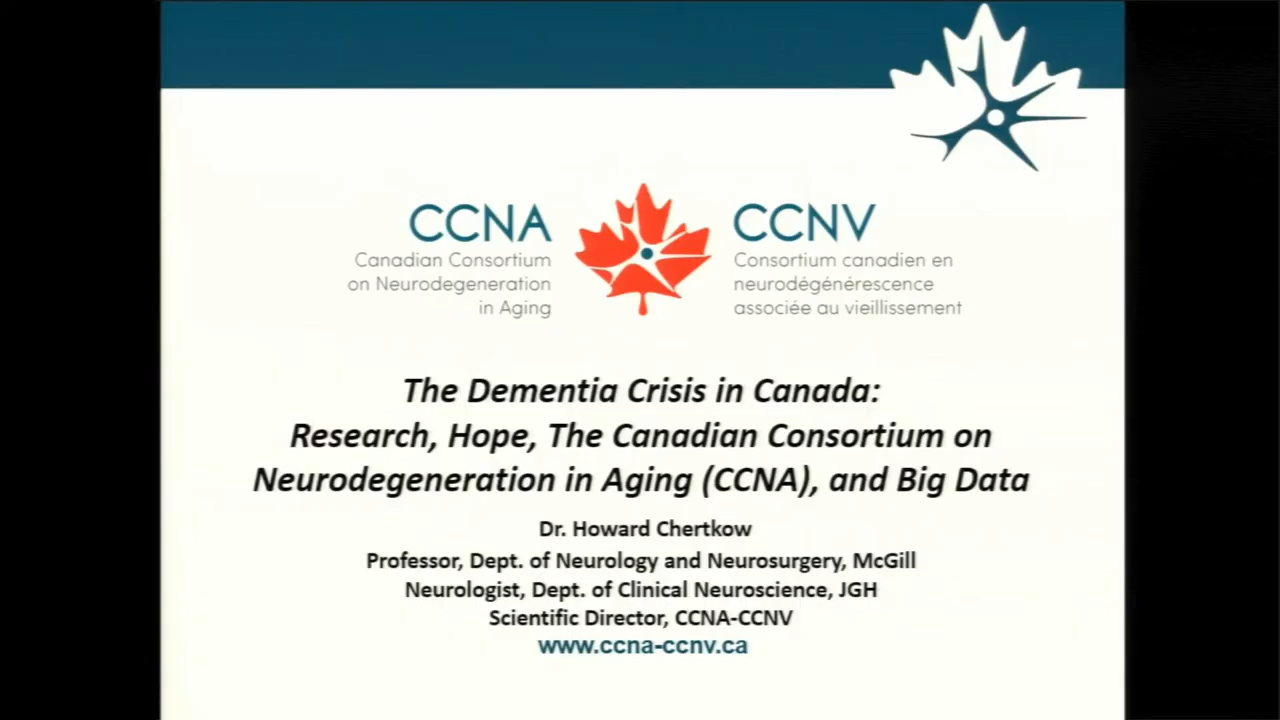 CCNA
Canadian Consortium
on Neurodegeneration
in Aging
CCNV
Consortium canadien en
neurodégénérescence
associée au vieillissement
The Dementia Crisis in Canada:
Research, Hope, The Canadian Consortium on
Neurodegeneration in Aging (CCNA), and Big Data
Dr. Howard Chertkow
Professor, Dept. of Neurology and Neurosurgery, McGill
Neurologist, Dept. of Clinical Neuroscience, JGH
Scientific Director, CCNA-CCNV
www.ccna-ccnv.ca